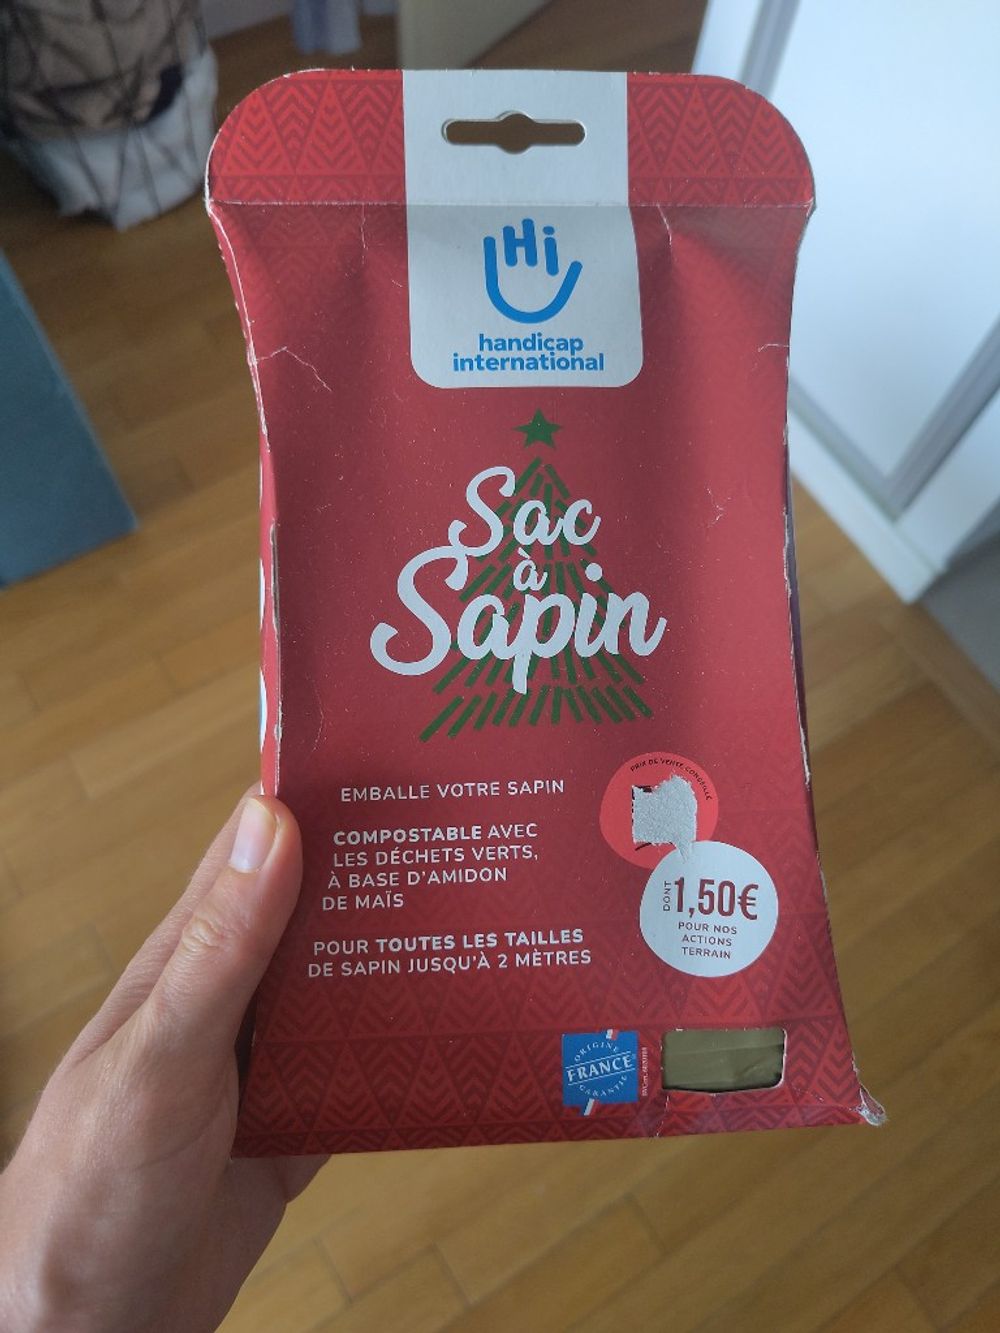 Hi
handicap
international
Sac
à
Sapin
EMBALLE VOTRE SAPIN
COMPOSTABLE AVEC
LES DÉCHETS VERTS,
À BASE D'AMIDON
DE MAÏS
POUR TOUTES LES TAILLES
DE SAPIN JUSQU'À 2 MÈTRES
PRIX DE VENTE CONSEILLÉ
DONT 1,50€
POUR NOS
ACTIONS
TERRAIN
ORIGINE
FRANCE
GARANTIE